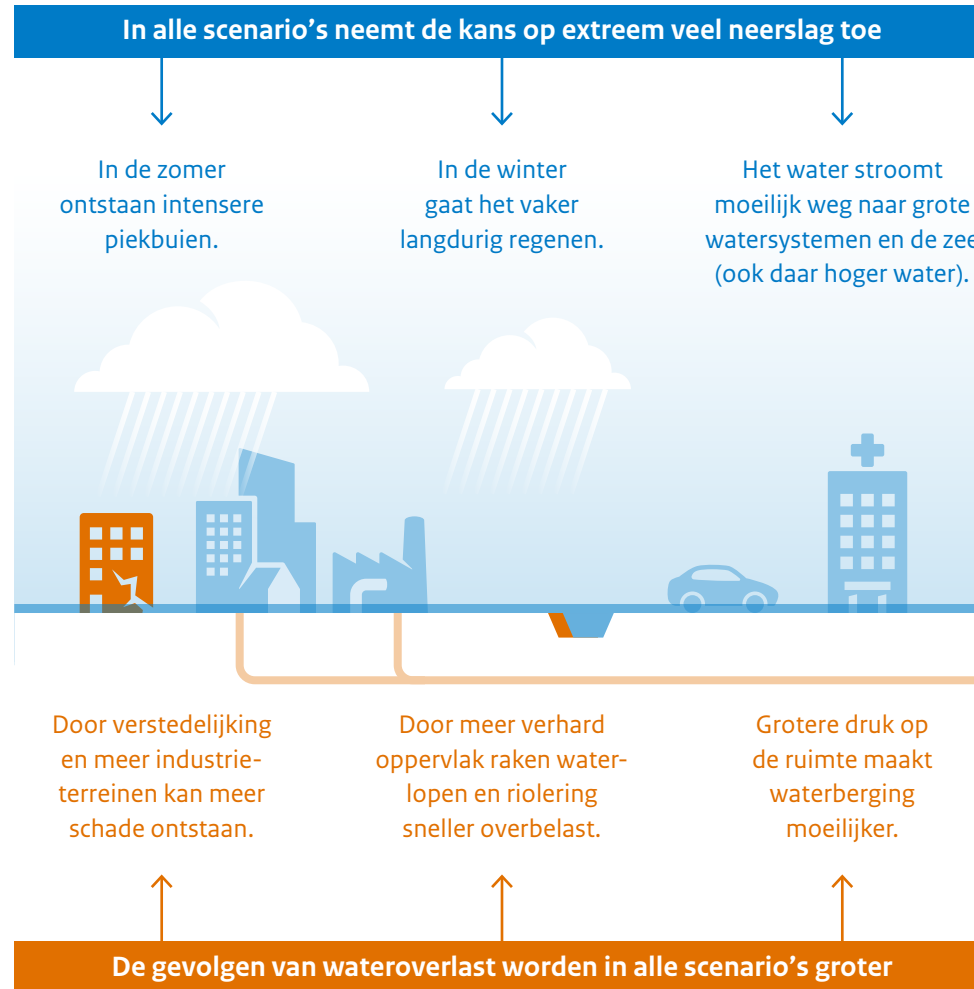 In alle scenario's neemt de kans op extreem veel neerslag toe
In de zomer
ontstaan intensere
piekbuien.
In de winter
gaat het vaker
langdurig regenen.
Het water stroomt
moeilijk weg naar grote
watersystemen en de zee
(ook daar hoger water).
Door verstedelijking
en meer industrie-
terreinen kan meer
schade ontstaan.
Door meer verhard
oppervlak raken water-
lopen en riolering
sneller overbelast.
Grotere druk op
de ruimte maakt
waterberging
moeilijker.
De gevolgen van wateroverlast worden in alle scenario's groter